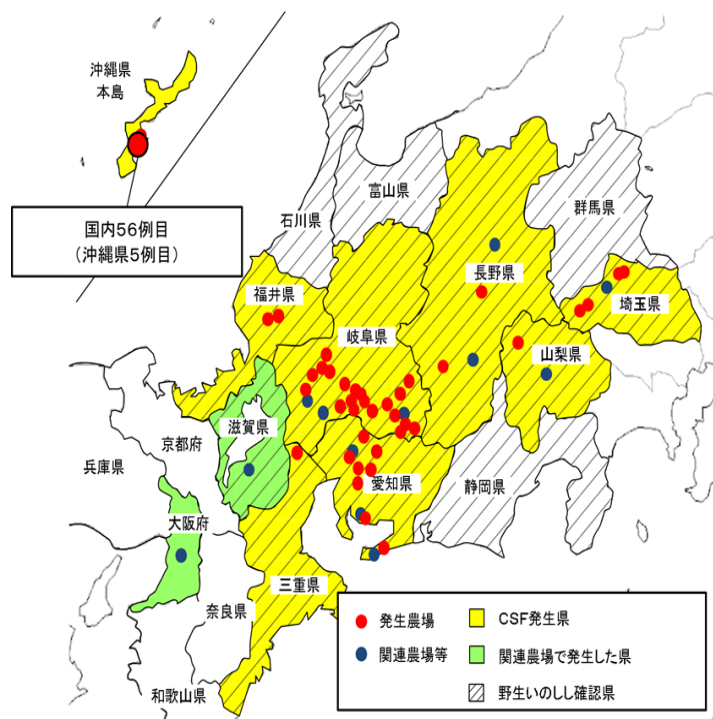 沖縄県
本島
国内56例目
（沖縄県5例目）
石川県
富山県
群馬県
福井県
長野県
埼玉県
岐阜県
山梨県
滋賀県
京都府
兵庫県
愛知県
静岡県
大阪府
三重県
奈良県
和歌山県
発生農場
CSF発生県
関連農場等
関連農場で発生した県
野生いのしし確認県